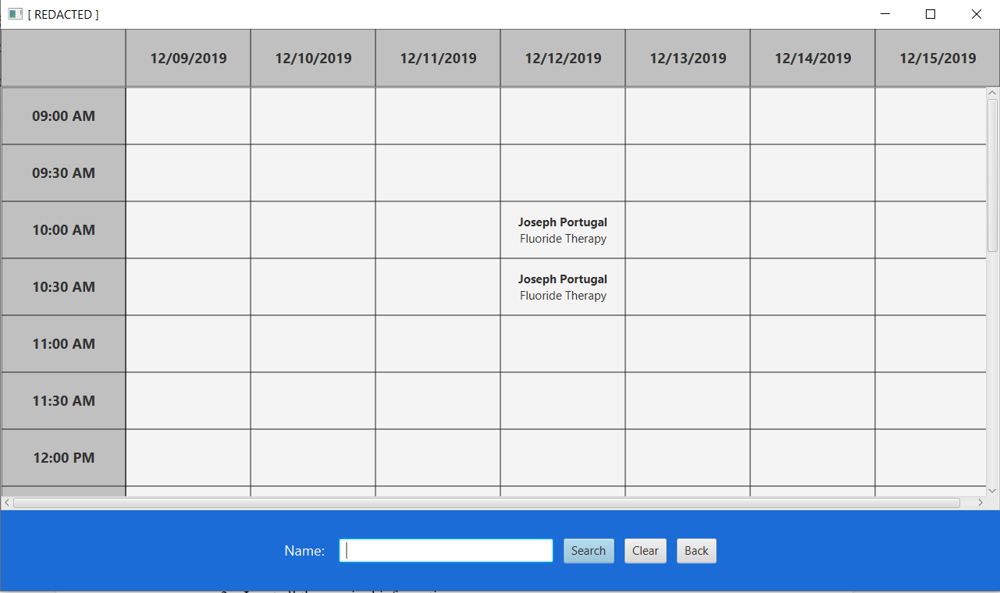 [ REDACTED ]
12/09/2019 12/10/2019 12/11/2019 12/12/2019 12/13/2019 12/14/2019 12/15/2019
09:00 AM
09:30 AM
10:00 AM
Joseph Portugal
Fluoride Therapy
10:30 AM
Joseph Portugal
Fluoride Therapy
11:00 AM
11:30 AM
12:00 PM
Name: Search Clear Back